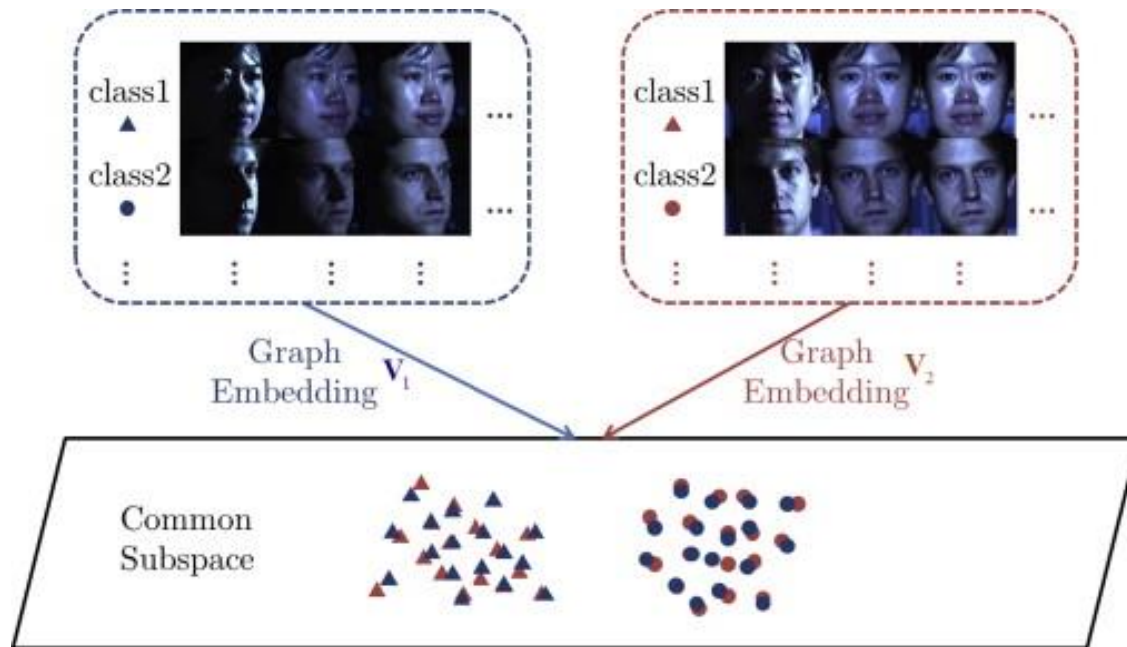 class1
...
class2
...
class1
...
class2
...
Graph
Embedding V₁
Graph
Embedding V₂
Common
Subspace